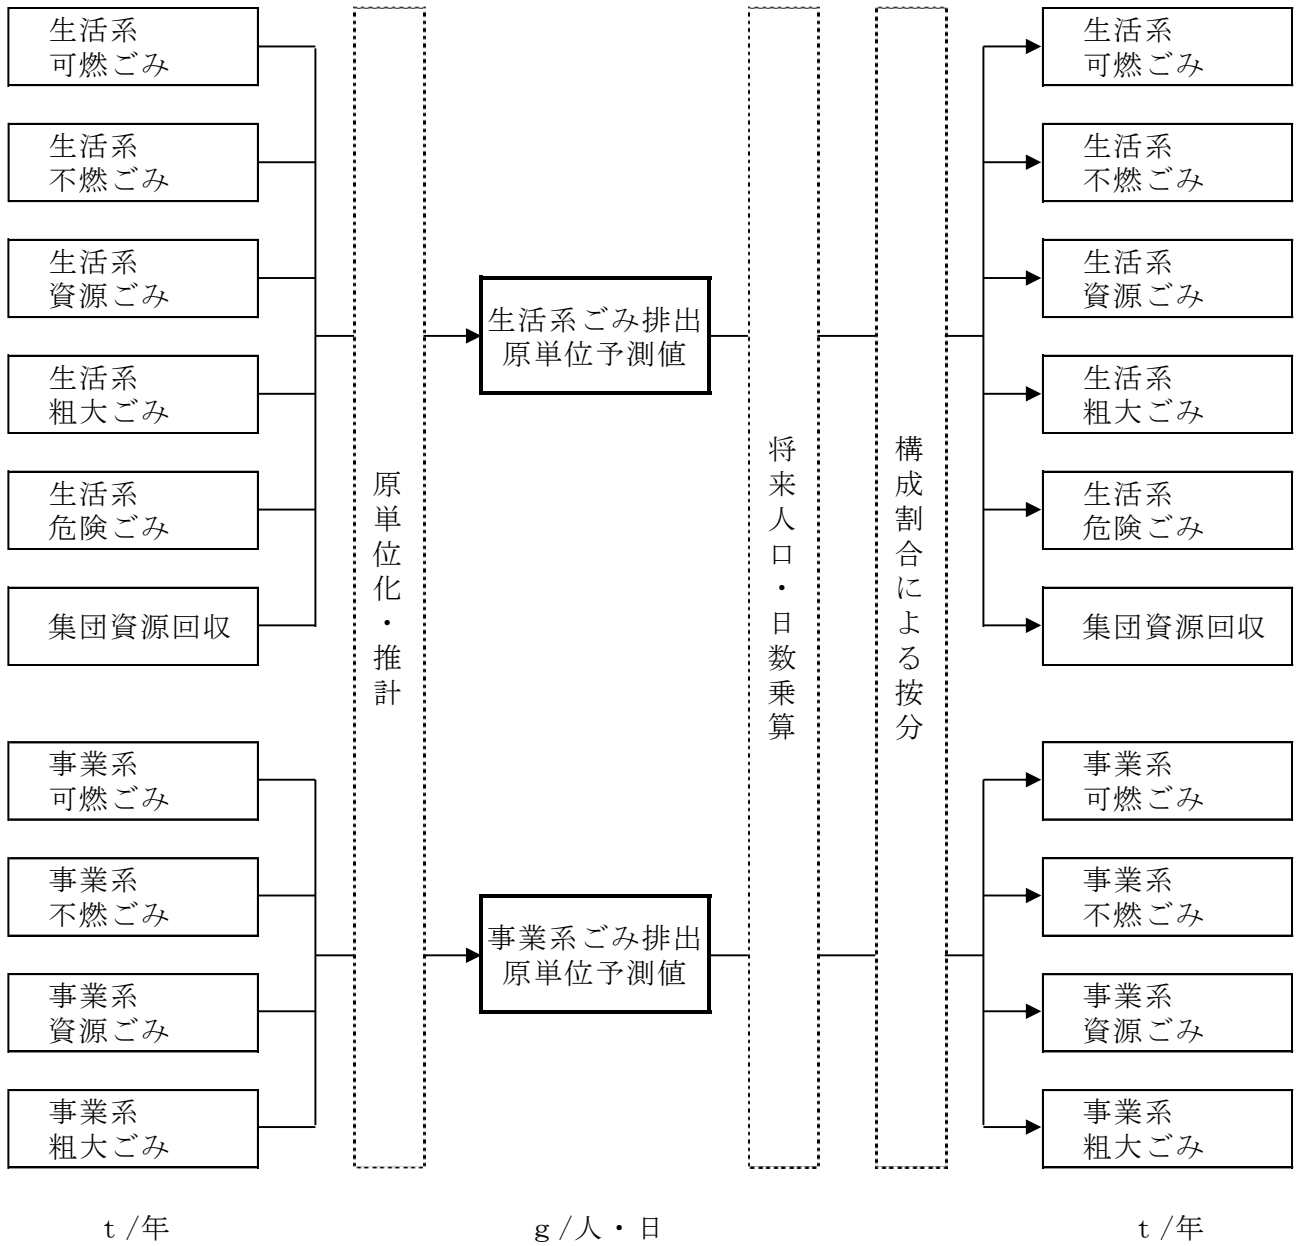 生活系
可燃ごみ
生活系
不燃ごみ
生活系
資源ごみ
生活系
粗大ごみ
生活系
危険ごみ
集団資源回収
事業系
可燃ごみ
事業系
不燃ごみ
事業系
資源ごみ
事業系
粗大ごみ
t/年
原単位化・推計
生活系ごみ排出
原単位予測値
事業系ごみ排出
原単位予測値
g/人・日
将来人口・日数乗算
構成割合による按分
生活系
可燃ごみ
生活系
不燃ごみ
生活系
資源ごみ
生活系
粗大ごみ
生活系
危険ごみ
集団資源回収
事業系
可燃ごみ
事業系
不燃ごみ
事業系
資源ごみ
事業系
粗大ごみ
t/年